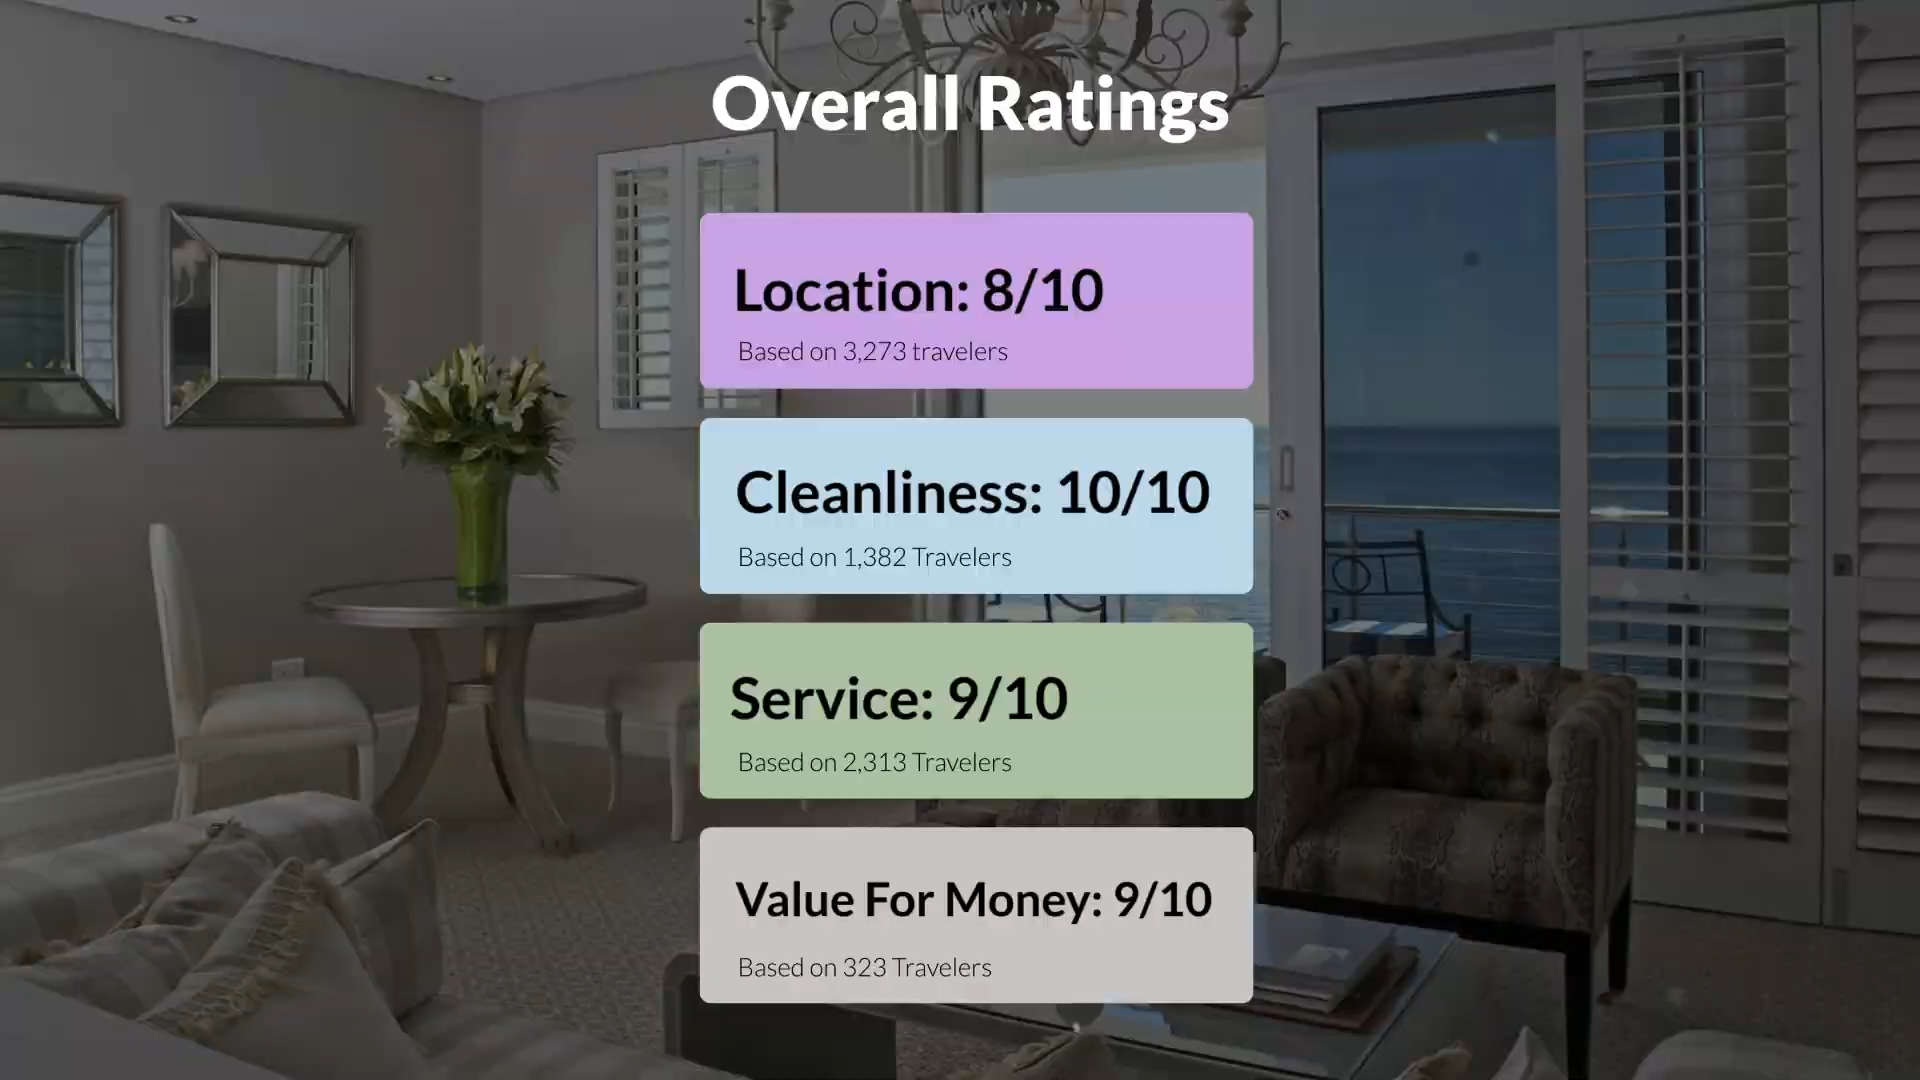 Overall Ratings
Location: 8/10
Based on 3,273 travelers
Cleanliness: 10/10
Based on 1,382 Travelers
Service: 9/10
Based on 2,313 Travelers
Value For Money: 9/10
Based on 323 Travelers